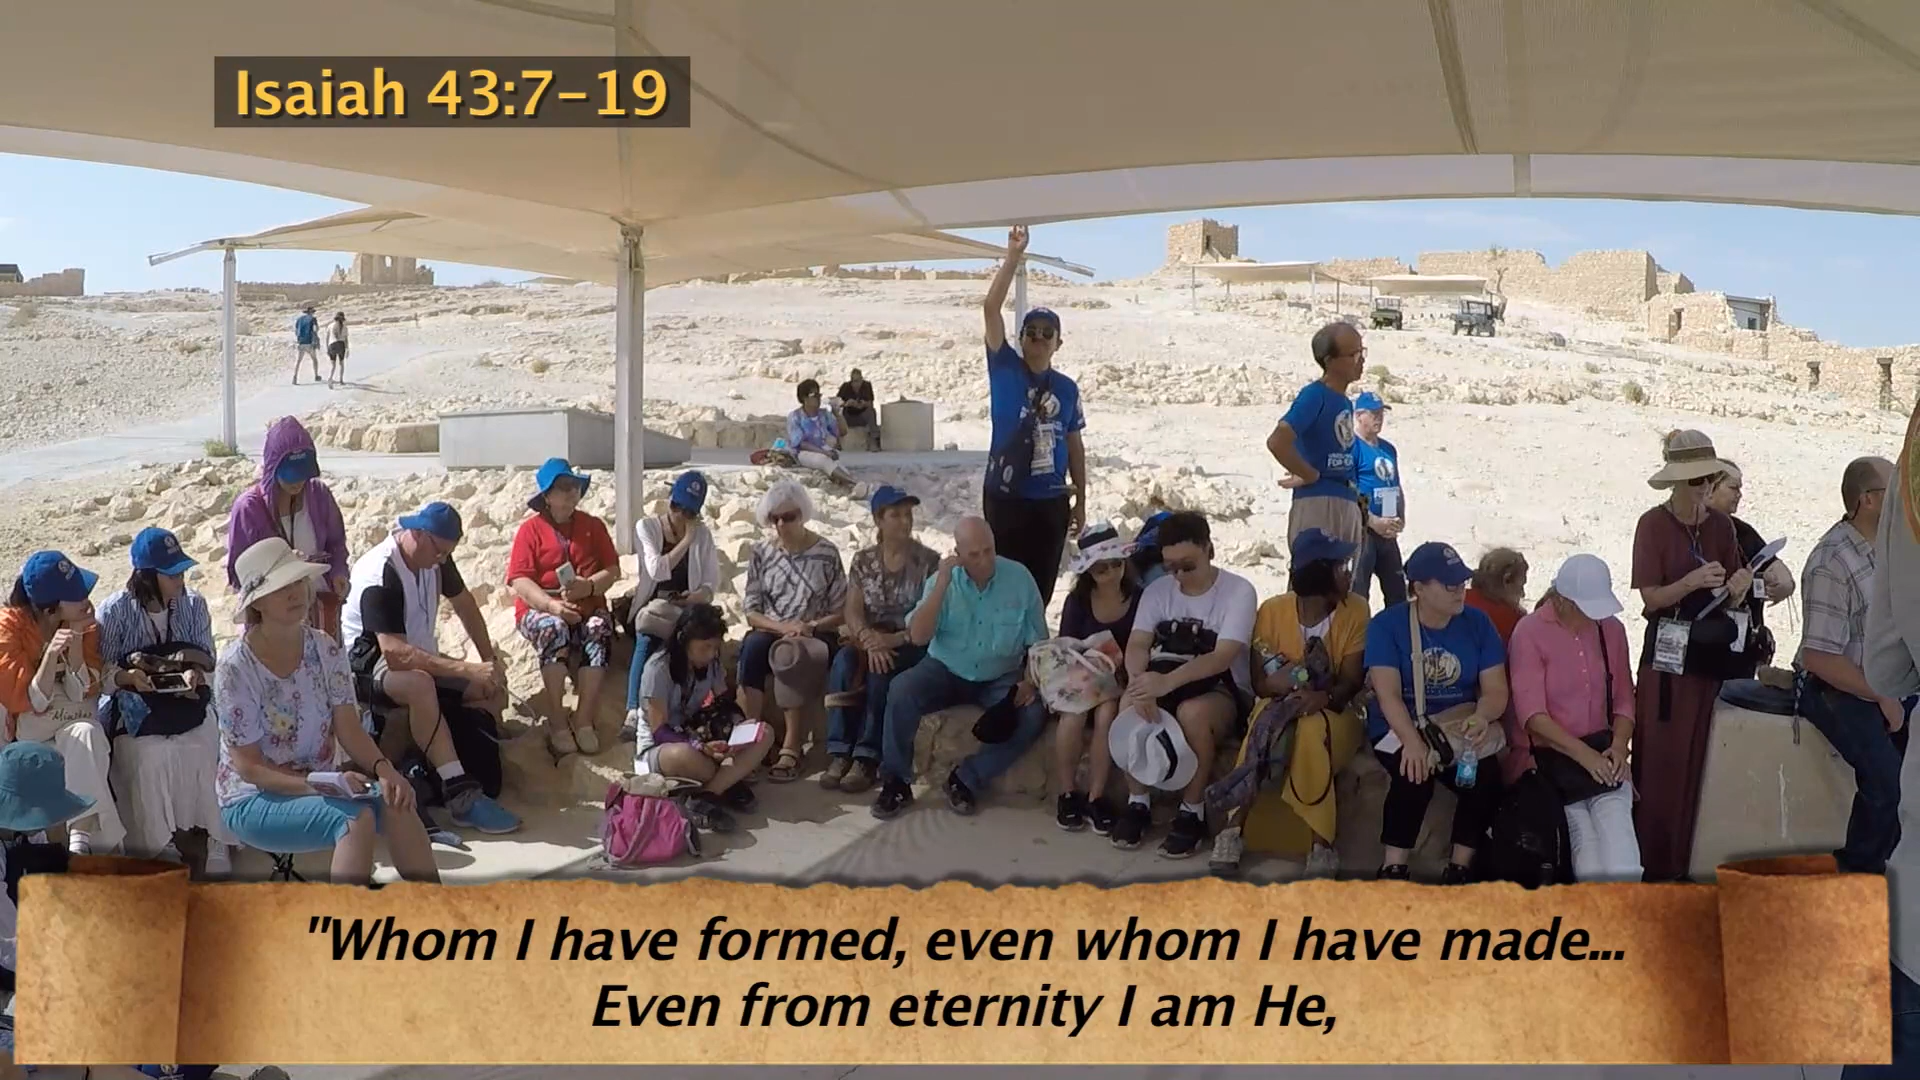 Isaiah 43:7–19
"Whom I have formed, even whom I have made...
Even from eternity I am He,